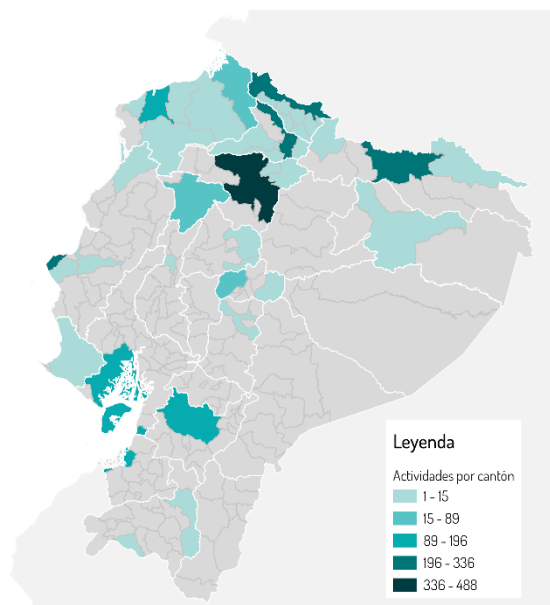 Leyenda
Actividades por cantón
1 - 15
15 - 89
89 - 196
196 - 336
336 - 488